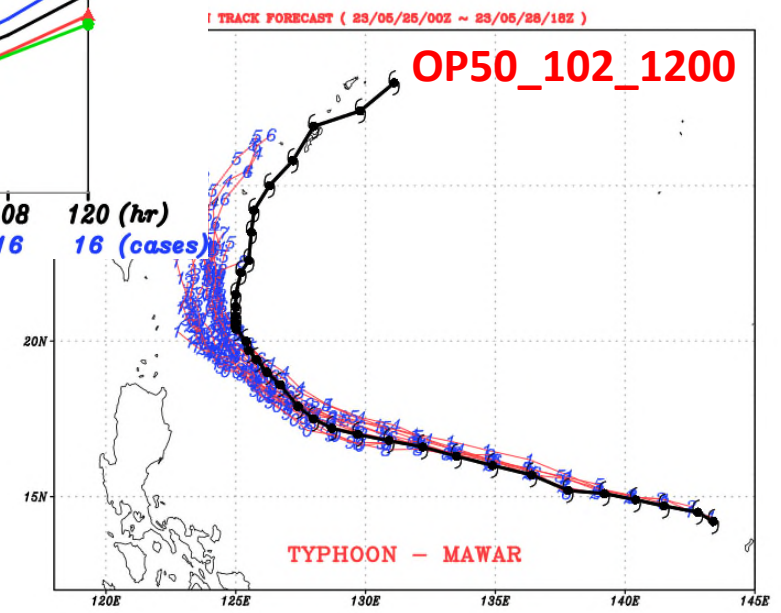 TRACK FORECAST ( 23/05/25/00Z ~ 23/05/28/18Z )
OP50_102_1200
08 120 (hr)
16 16 (cases)
20N
15N
TYPHOON — MAWAR
120E 125E 130E 135E 140E 145E